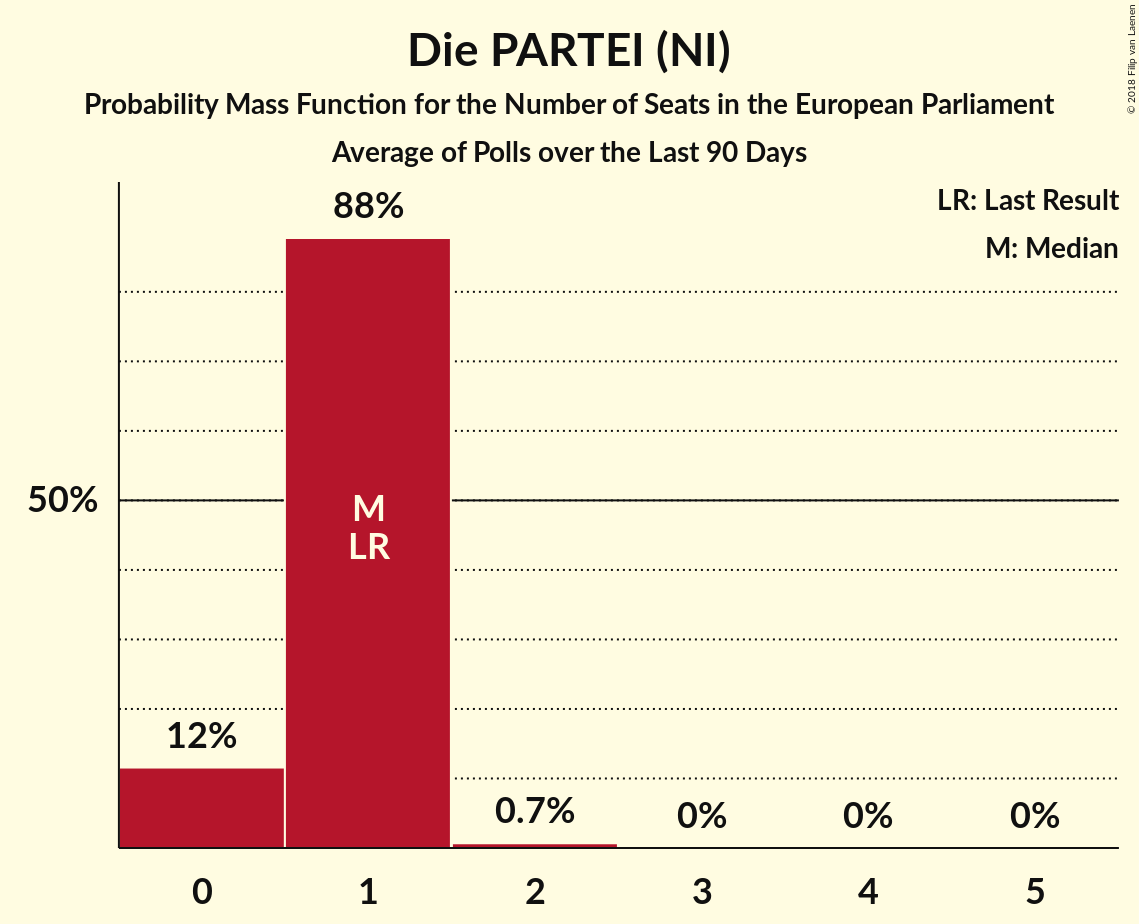 Die PARTEI (NI)
Probability Mass Function for the Number of Seats in the European Parliament
Average of Polls over the Last 90 Days
© 2018 Filip van Laenen
LR: Last Result
M: Median
88%
50%
M
LR
12%
0.7%
0%
0%
0%
0
1
2
3
4
5